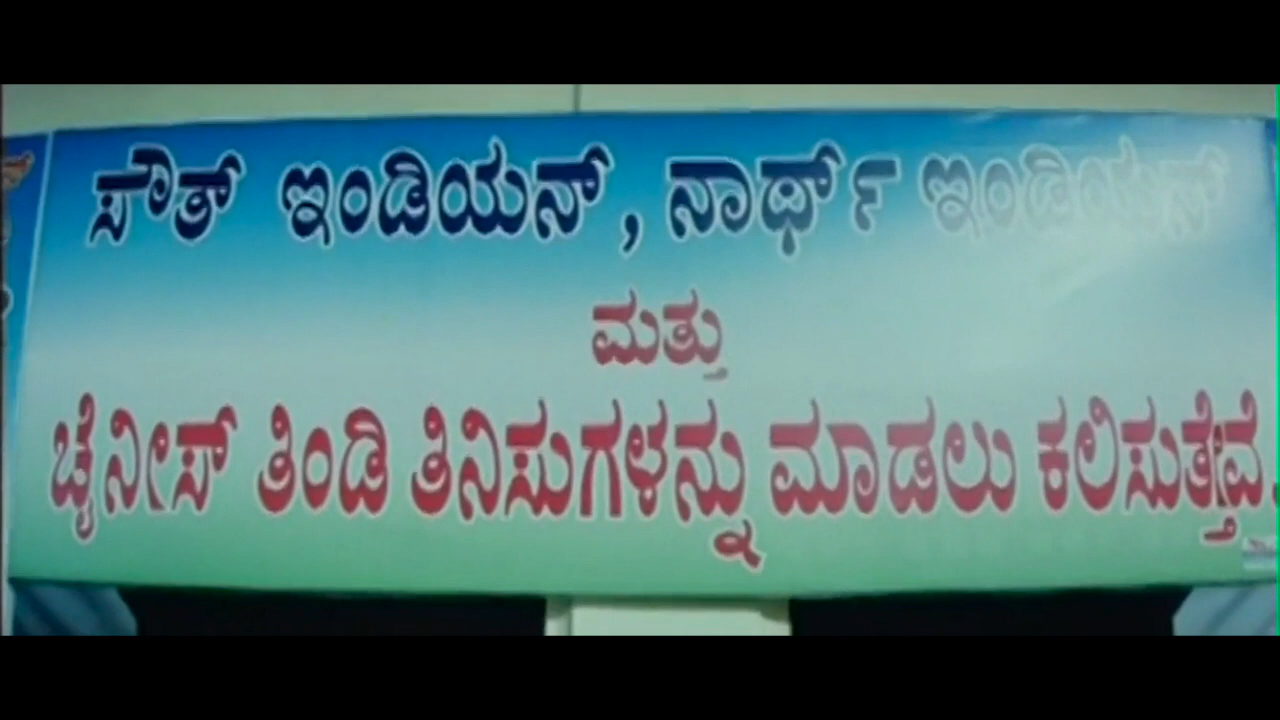 ಸೌತ್ ಇಂಡಿಯನ್, ನಾರ್ಥ್ ಇಂಡಿಯನ್
ಮತ್ತು
ಚೈನೀಸ್ ತಿಂಡಿ ತಿನಿಸುಗಳನ್ನು ಮಾಡಲು ಕಲಿಸುತ್ತೇವೆ.